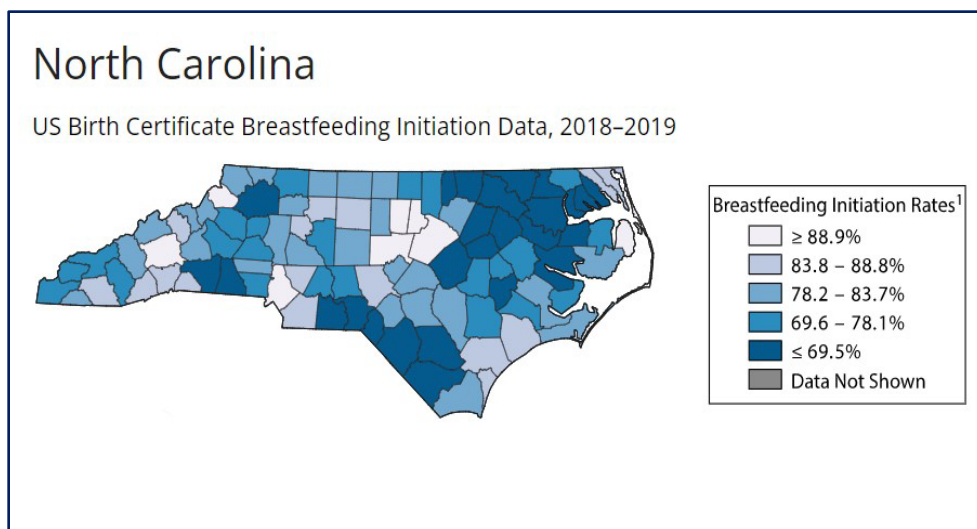 North Carolina
US Birth Certificate Breastfeeding Initiation Data, 2018–2019
Breastfeeding Initiation Rates1
≥ 88.9%
83.8 – 88.8%
78.2 – 83.7%
69.6 – 78.1%
≤ 69.5%
Data Not Shown